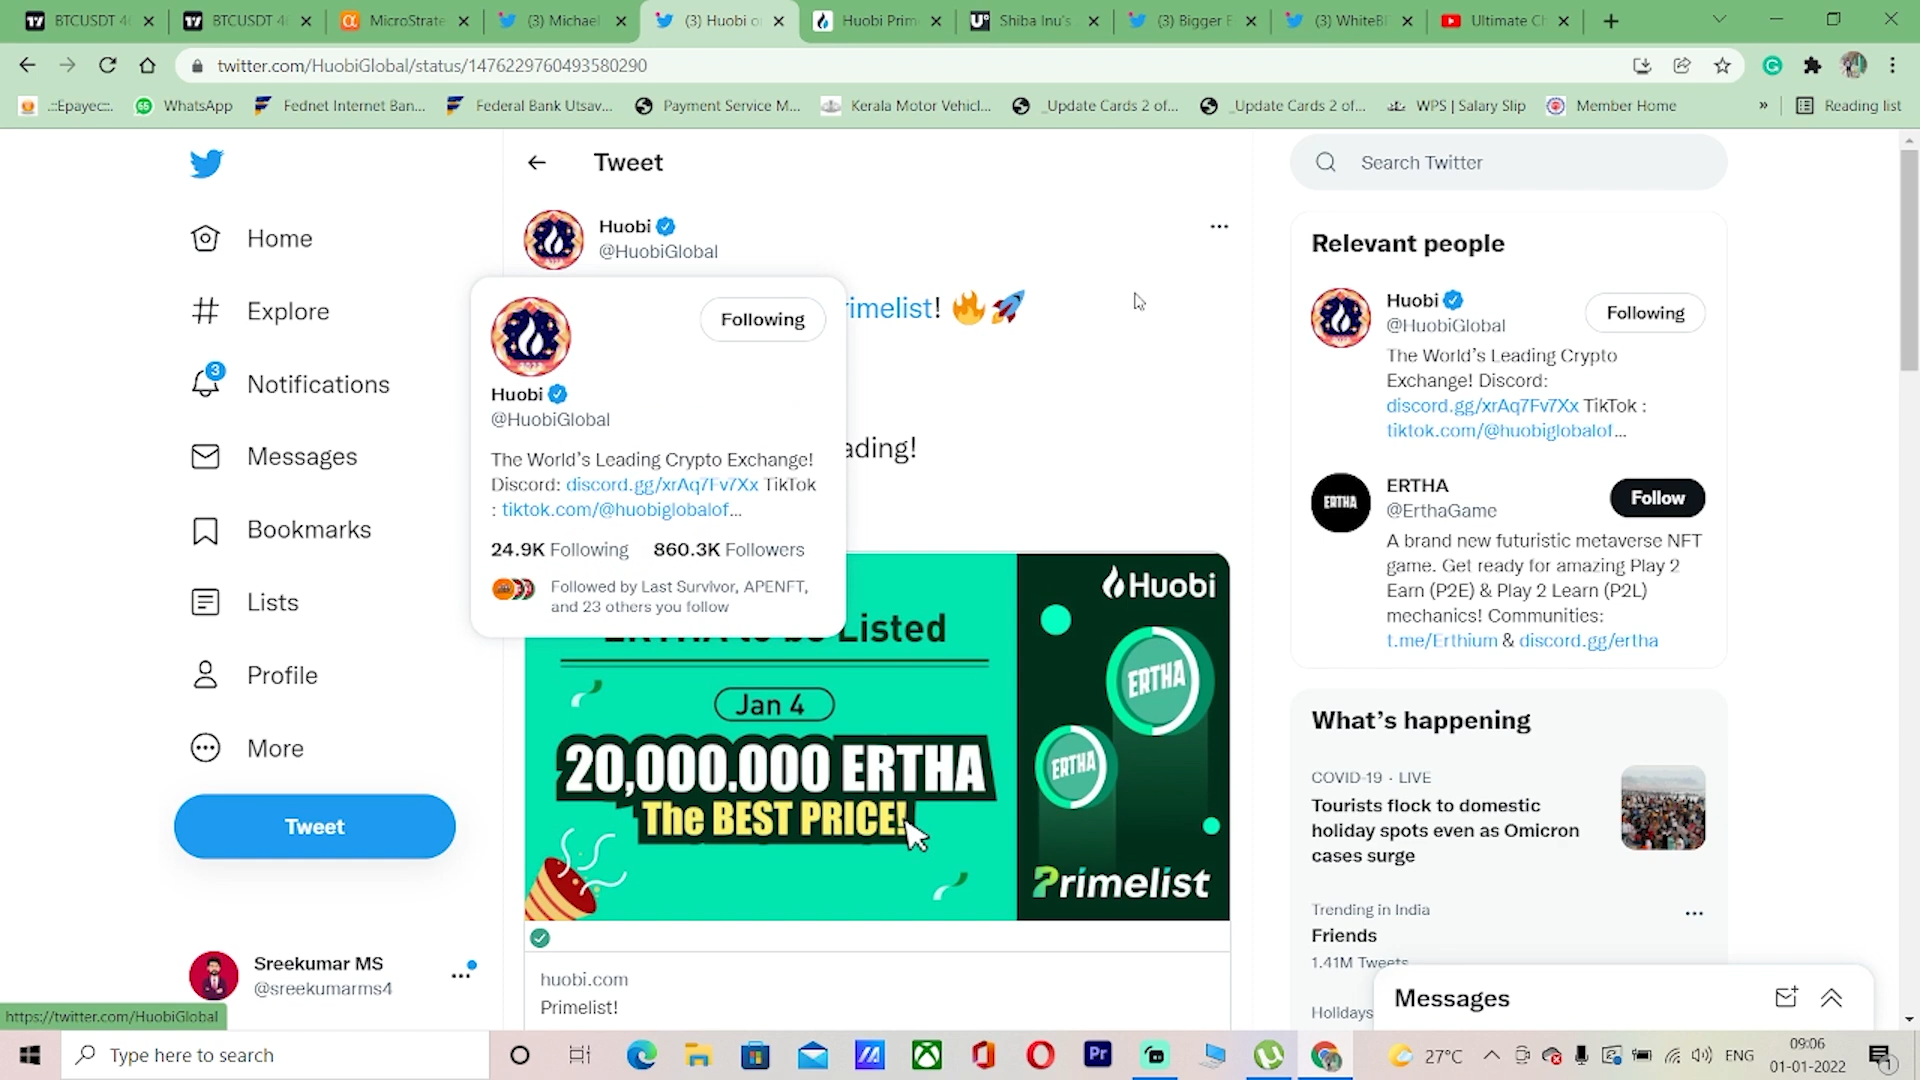 BTCUSDT 4
BTCUSDT 4
MicroStrate
(3) Michael
(3) Huobi o
Huobi Prim
Shiba Inu's
(3) Bigger
(3) WhiteB
Ultimate C
twitter.com/HuobiGlobal/status/1476229760493580290
.::Epayec::.
WhatsApp
Fednet Internet Ban...
Federal Bank Utsav...
Payment Service M...
Kerala Motor Vehicl...
_Update Cards 2 of...
_Update Cards 2 of...
WPS | Salary Slip
Member Home
»
Reading list
Home
Explore
3
Notifications
Messages
Bookmarks
Lists
Profile
More
Tweet
Sreekumar MS
@sreekumarms4
https://twitter.com/HuobiGlobal
Tweet
Huobi
@HuobiGlobal
rimelist! 🔥🚀
ading!
Following
Huobi
@HuobiGlobal
The World's Leading Crypto Exchange!
Discord: discord.gg/xrAq7Fv7Xx TikTok
: tiktok.com/@huobiglobalof...
24.9K Following 860.3K Followers
Followed by Last Survivor, APENFT,
and 23 others you follow
ERTHA to be Listed
Jan 4
20,000.000 ERTHA
The BEST PRICE!
Huobi
ERTHA
ERTHA
Primelist
huobi.com
Primelist!
Search Twitter
Relevant people
Huobi
@HuobiGlobal
Following
The World's Leading Crypto
Exchange! Discord:
discord.gg/xrAq7Fv7Xx TikTok :
tiktok.com/@huobiglobalof...
ERTHA
ERTHA
@ErthaGame
Follow
A brand new futuristic metaverse NFT
game. Get ready for amazing Play 2
Earn (P2E) & Play 2 Learn (P2L)
mechanics! Communities:
t.me/Erthium & discord.gg/ertha
What's happening
COVID-19 · LIVE
Tourists flock to domestic
holiday spots even as Omicron
cases surge
Trending in India
Friends
1.41M Tweets
Holidays
Messages
Type here to search
Pr
27°C
ENG
09:06
01-01-2022
1